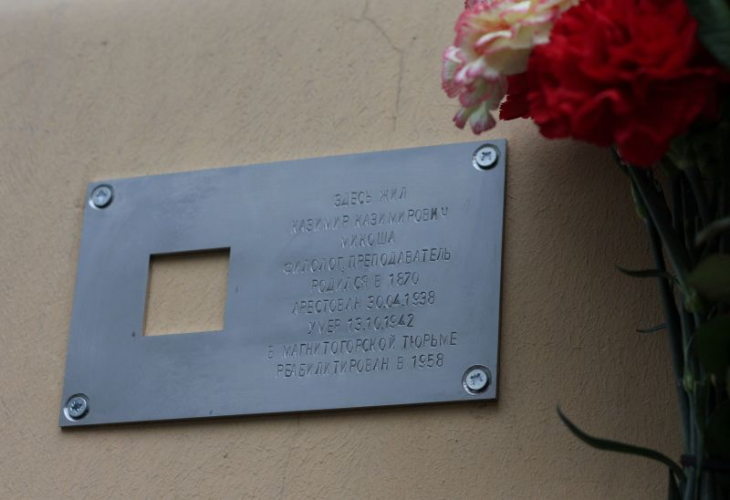 ЗДЕСЬ ЖИЛ
КАЗИМИР КАЗИМИРОВИЧ
МИКОША
ФИЛОЛОГ, ПРЕПОДАВАТЕЛЬ
РОДИЛСЯ В 1870
АРЕСТОВАН 30.04.1938
УМЕР 13.10.1942
В МАГНИТОГОРСКОЙ ТЮРЬМЕ
РЕАБИЛИТИРОВАН В 1958